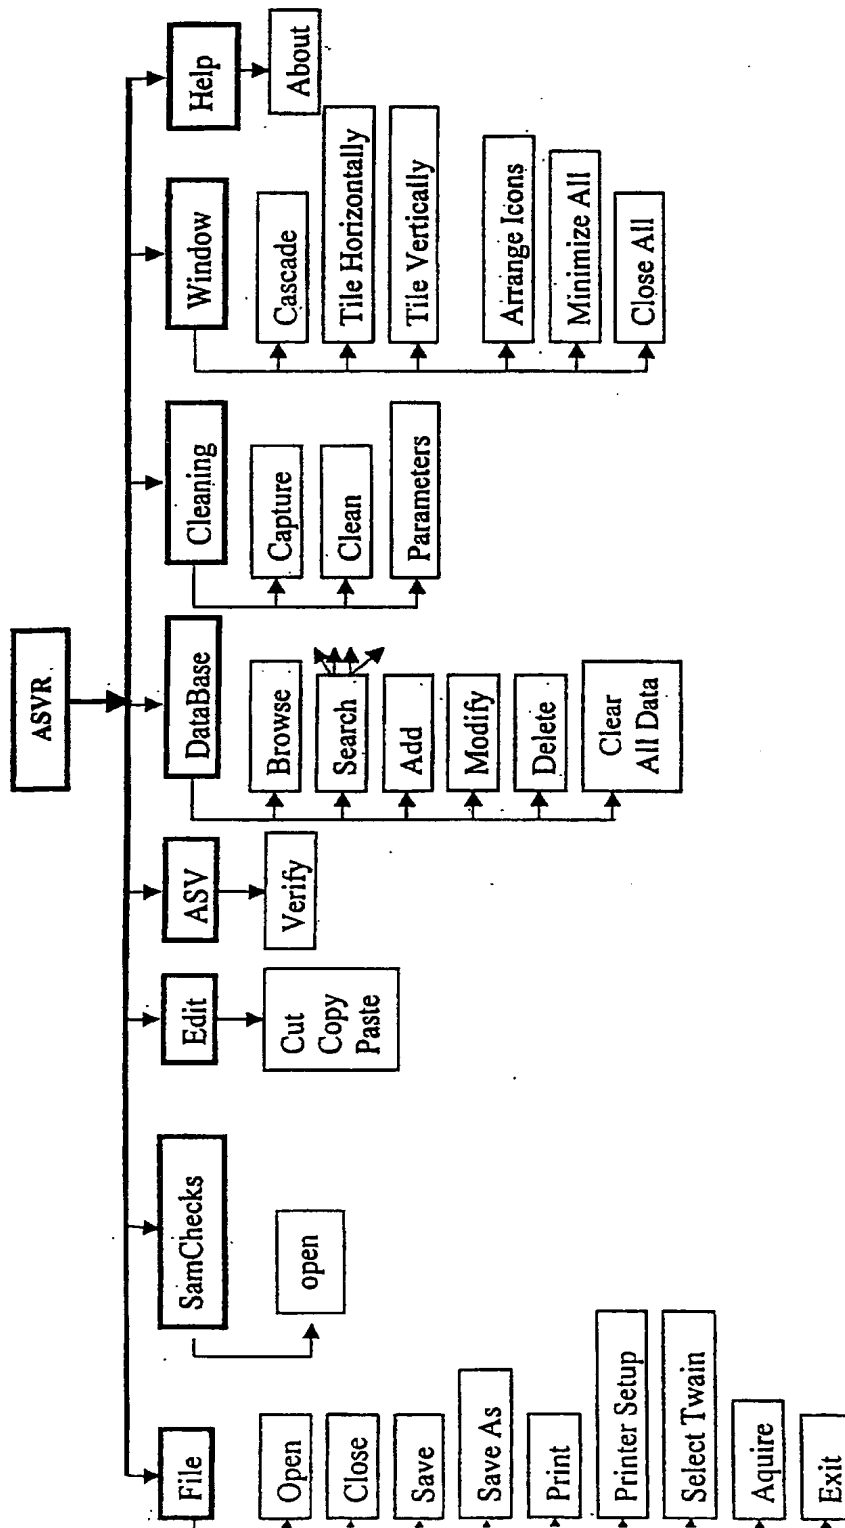 ASVR
File
Open
Close
Save
Save As
Print
Printer Setup
Select Twain
Aquire
Exit
SamChecks
open
Edit
Cut
Copy
Paste
ASV
Verify
DataBase
Browse
Search
Add
Modify
Delete
Clear
All Data
Cleaning
Capture
Clean
Parameters
Window
Cascade
Tile Horizontally
Tile Vertically
Arrange Icons
Minimize All
Close All
Help
About